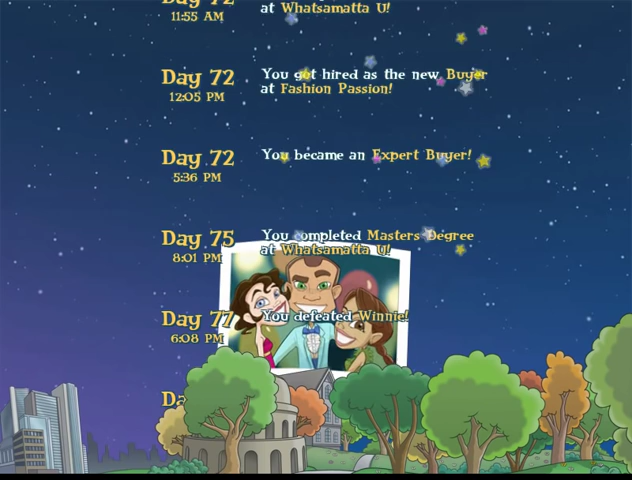 Day 72
11:55 AM
at Whatsamatta U!
Day 72
12:05 PM
You got hired as the new Buyer
at Fashion Passion!
Day 72
5:36 PM
You became an Expert Buyer!
Day 75
8:01 PM
You completed Masters Degree
at Whatsamatta U!
Day 77
6:08 PM
You defeated Winnie!